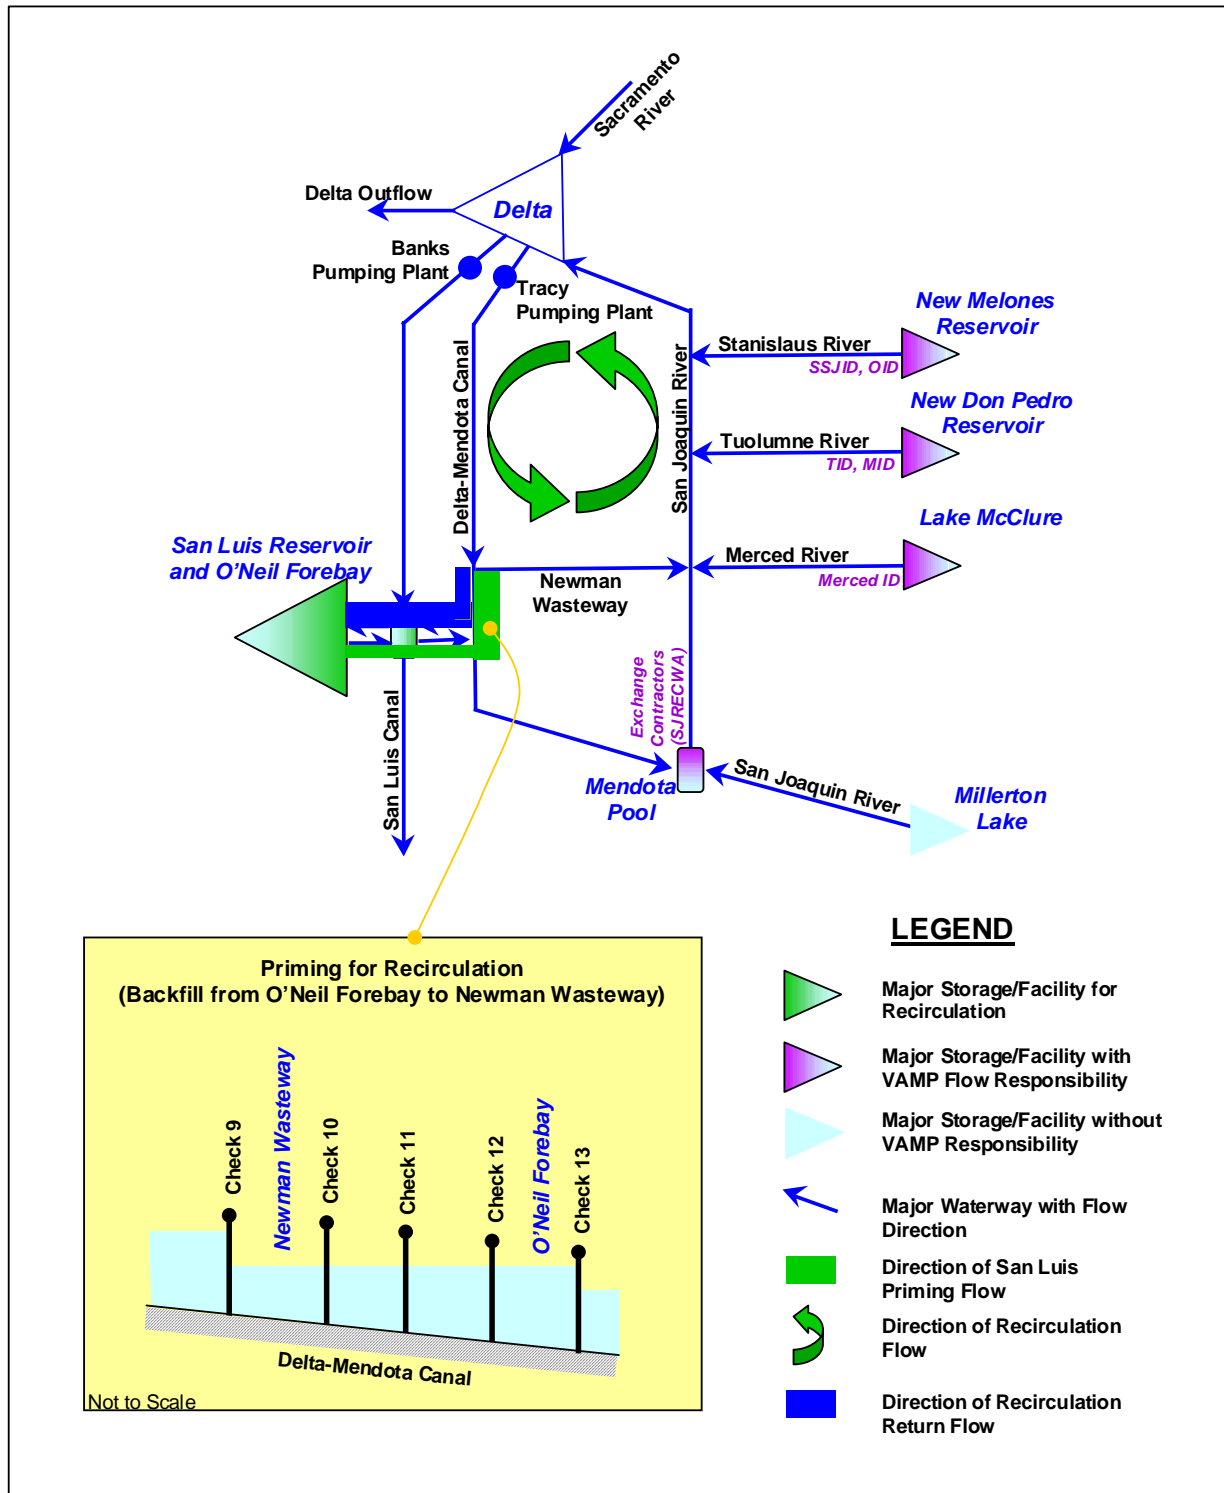 Sacramento
River
Delta Outflow
Delta
Banks
Pumping Plant
Tracy
Pumping Plant
New Melones
Reservoir
Stanislaus River
SSJID, OID
New Don Pedro
Reservoir
Tuolumne River
TID, MID
San Joaquin River
Delta-Mendota Canal
Lake McClure
San Luis Reservoir
and O'Neil Forebay
Merced River
Merced ID
Newman
Wasteway
Exchange
Contractors
(SJRECWA)
San Luis Canal
Mendota
Pool
San Joaquin River
Millerton
Lake
Priming for Recirculation
(Backfill from O'Neil Forebay to Newman Wasteway)
Check 9
Newman Wasteway
Check 10
Check 11
Check 12
O'Neil Forebay
Check 13
Delta-Mendota Canal
Not to Scale
LEGEND
Major Storage/Facility for
Recirculation
Major Storage/Facility with
VAMP Flow Responsibility
Major Storage/Facility without
VAMP Responsibility
Major Waterway with Flow
Direction
Direction of San Luis
Priming Flow
Direction of Recirculation
Flow
Direction of Recirculation
Return Flow